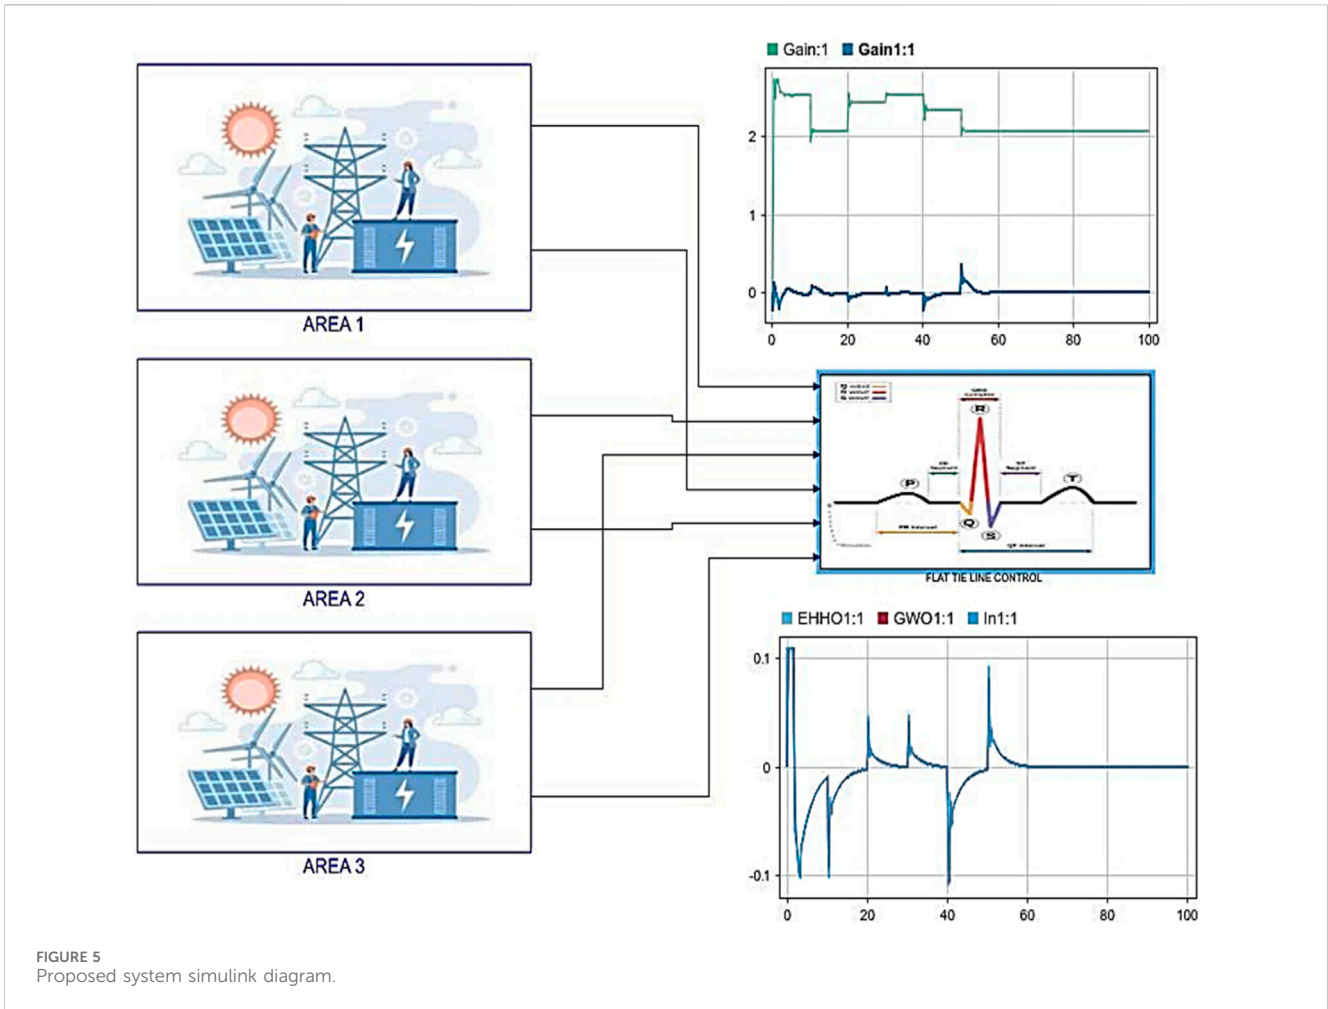 Gain:1 Gain1:1
2
1
0
0 20 40 60 80 100
AREA 1
R
P
T
Q
S
FLAT TIE LINE CONTROL
AREA 2
EHHO1:1 GWO1:1 In1:1
0.1
0
-0.1
0 20 40 60 80 100
AREA 3
FIGURE 5
Proposed system simulink diagram.